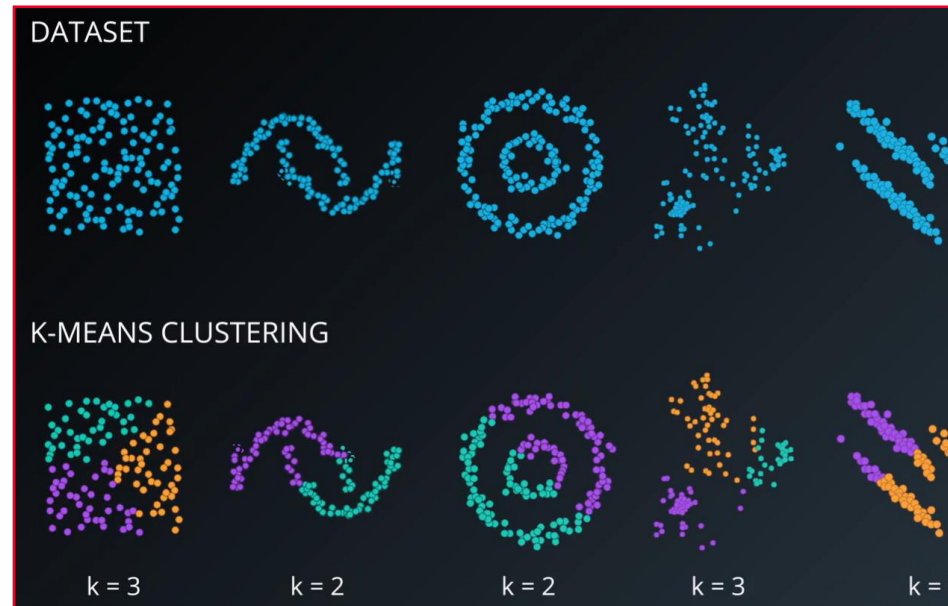 DATASET
K-MEANS CLUSTERING
k = 3
k = 2
k = 2
k = 3
k =